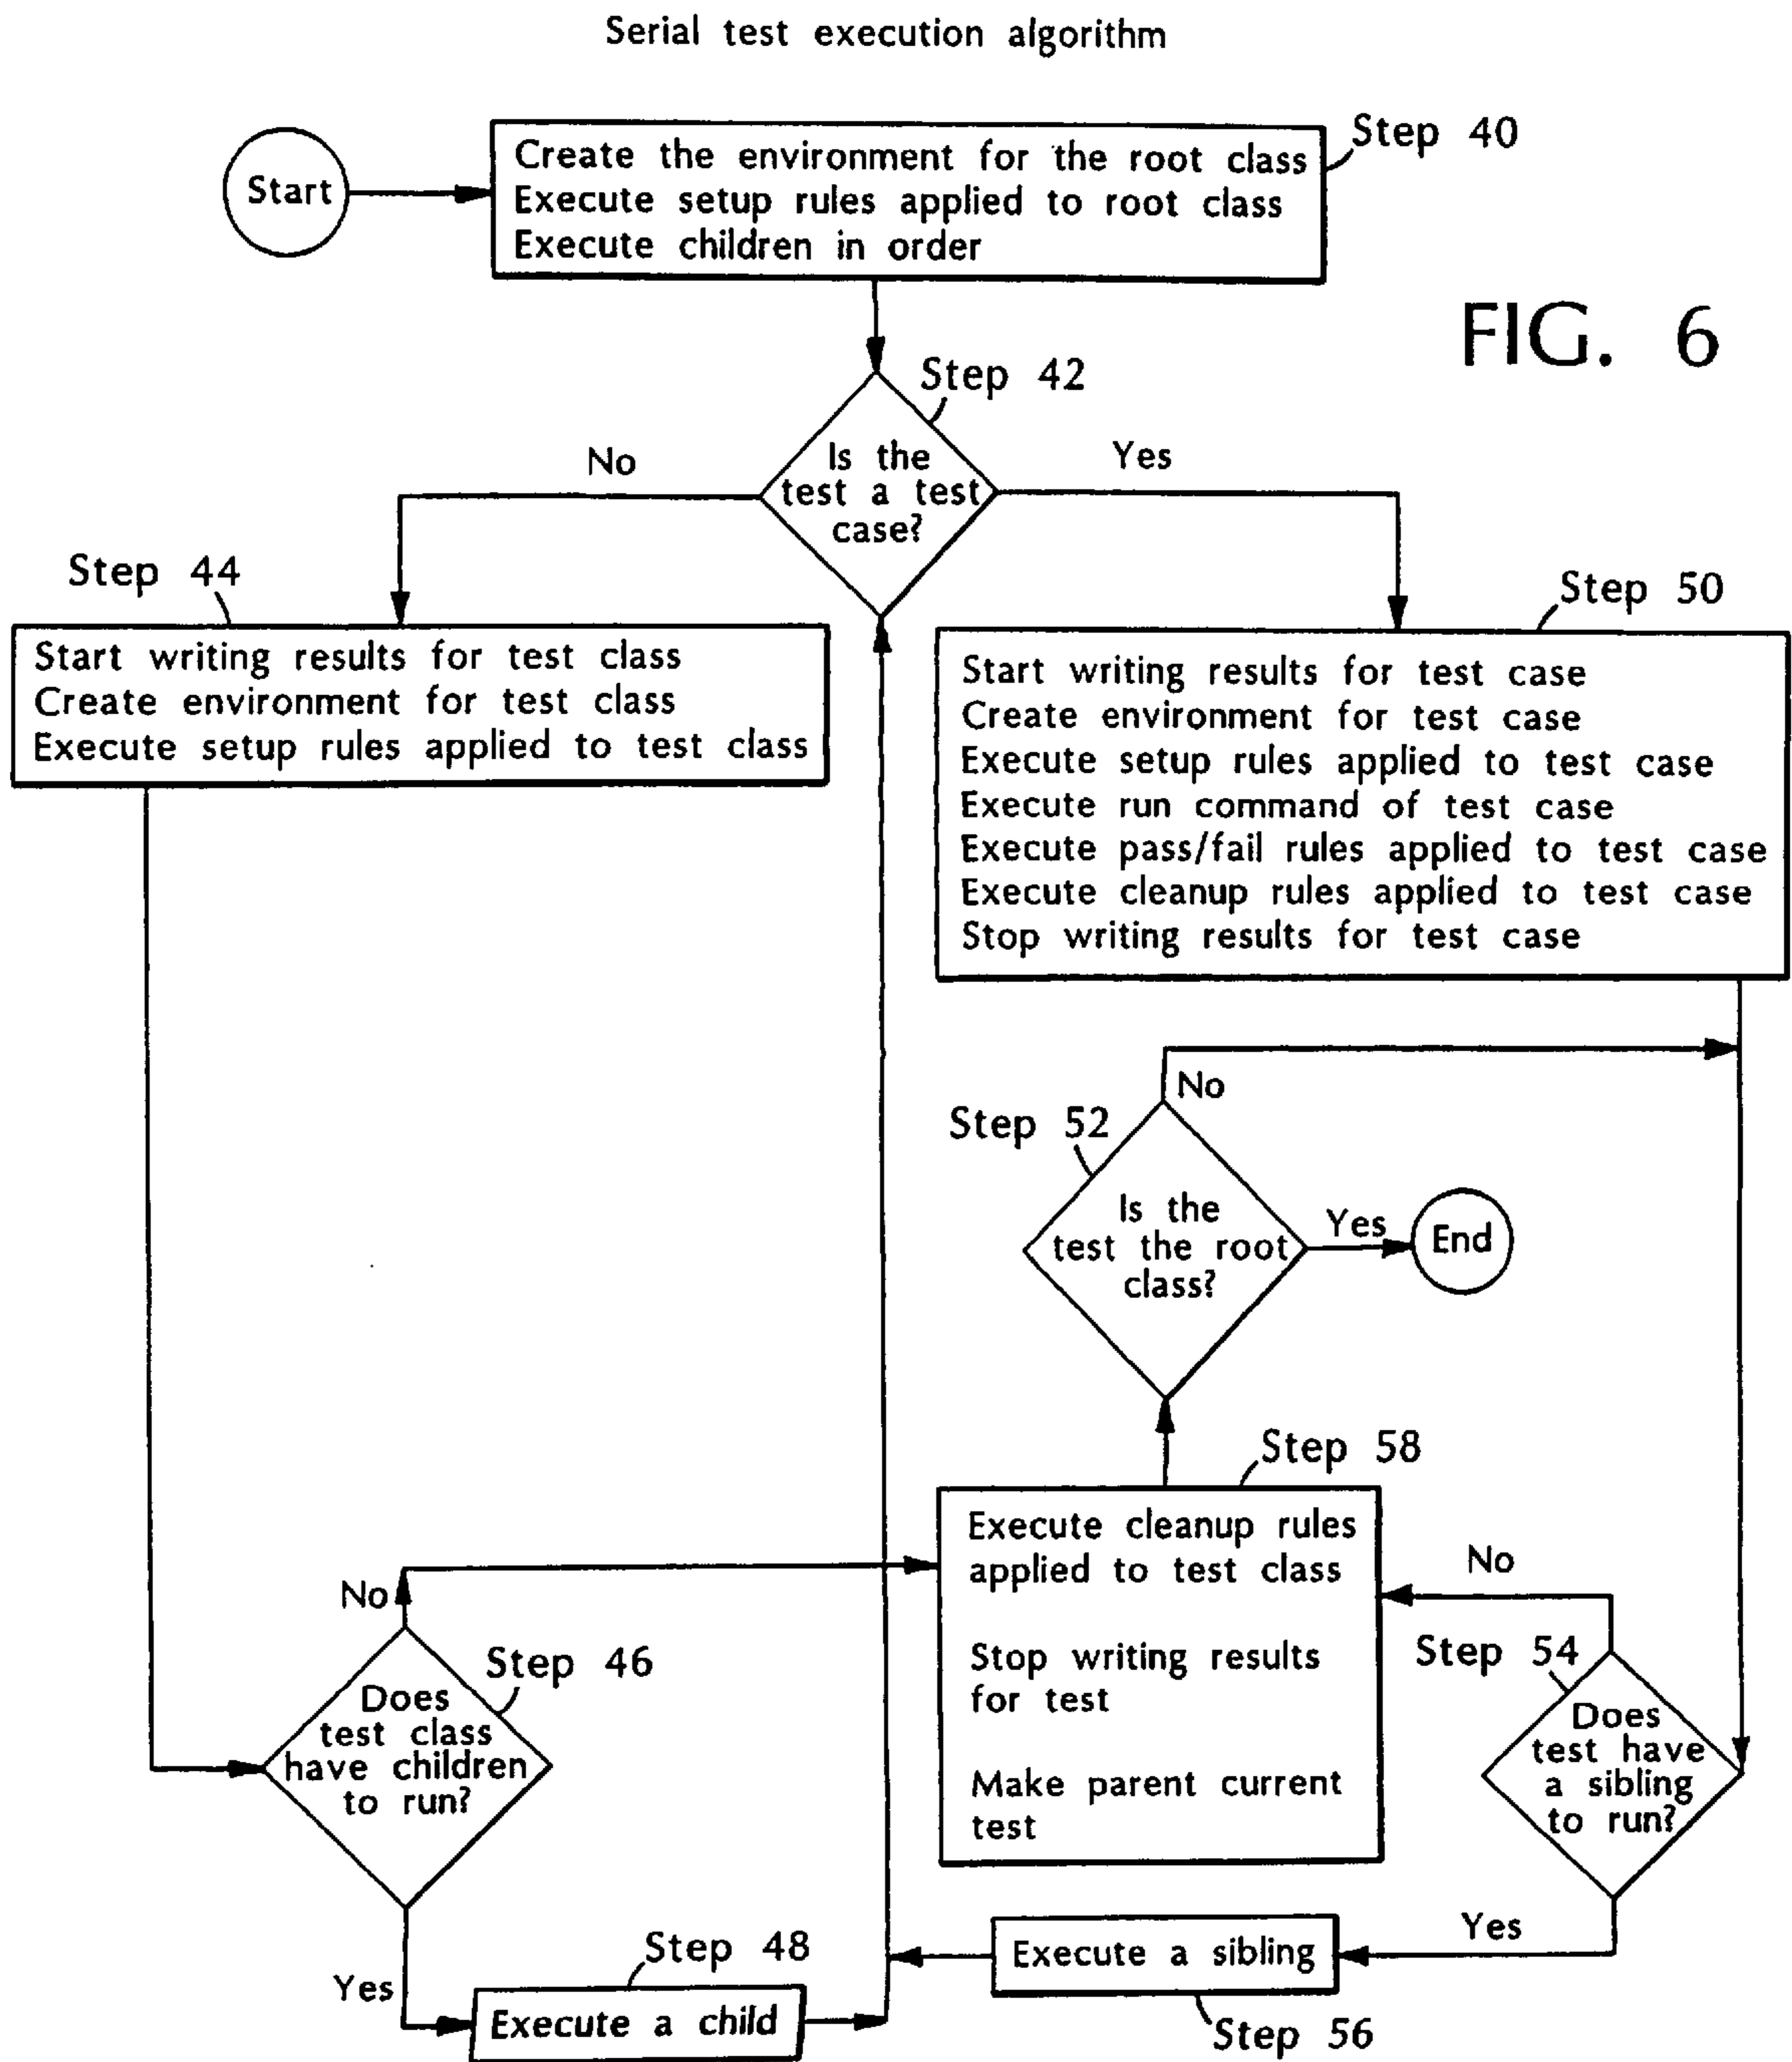 Serial test execution algorithm
Start
Create the environment for the root class
Execute setup rules applied to root class
Execute children in order
Step 40
FIG. 6
Step 42
Is the
test a test
case?
No
Yes
Step 44
Start writing results for test class
Create environment for test class
Execute setup rules applied to test class
Step 50
Start writing results for test case
Create environment for test case
Execute setup rules applied to test case
Execute run command of test case
Execute pass/fail rules applied to test case
Execute cleanup rules applied to test case
Stop writing results for test case
No
Step 52
Is the
test the root
class?
Yes
End
Step 58
Execute cleanup rules
applied to test class
Stop writing results
for test
Make parent current
test
No
Step 54
Does
test have
a sibling
to run?
No
Step 46
Does
test class
have children
to run?
Yes
Execute a sibling
Step 56
Yes
Step 48
Execute a child